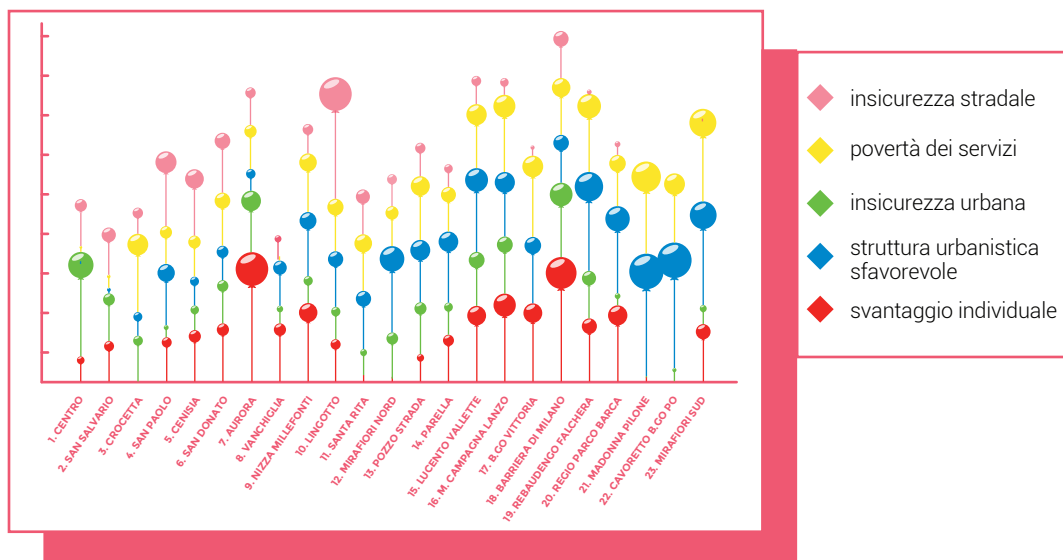 insicurezza stradale
povertà dei servizi
insicurezza urbana
struttura urbanistica
sfavorevole
svantaggio individuale
1. CENTRO
2. SAN SALVARIO
3. CROCETTA
4. SAN PAOLO
5. CENISIA
6. SAN DONATO
7. AURORA
8. VANCHIGLIA
9. NIZZA MILLEFONTI
10. LINGOTTO
11. SANTA RITA
12. MIRAFIORI NORD
13. POZZO STRADA
14. PARELLA
15. LUCENTO VALLETTE
16. M. CAMPAGNA LANZO
17. B.GO VITTORIA
18. BARRIERA DI MILANO
19. REBAUDENGO FALCHERA
20. REGIO PARCO BARCA
21. MADONNA PILONE
22. CAVORETTO B.GO PO
23. MIRAFIORI SUD